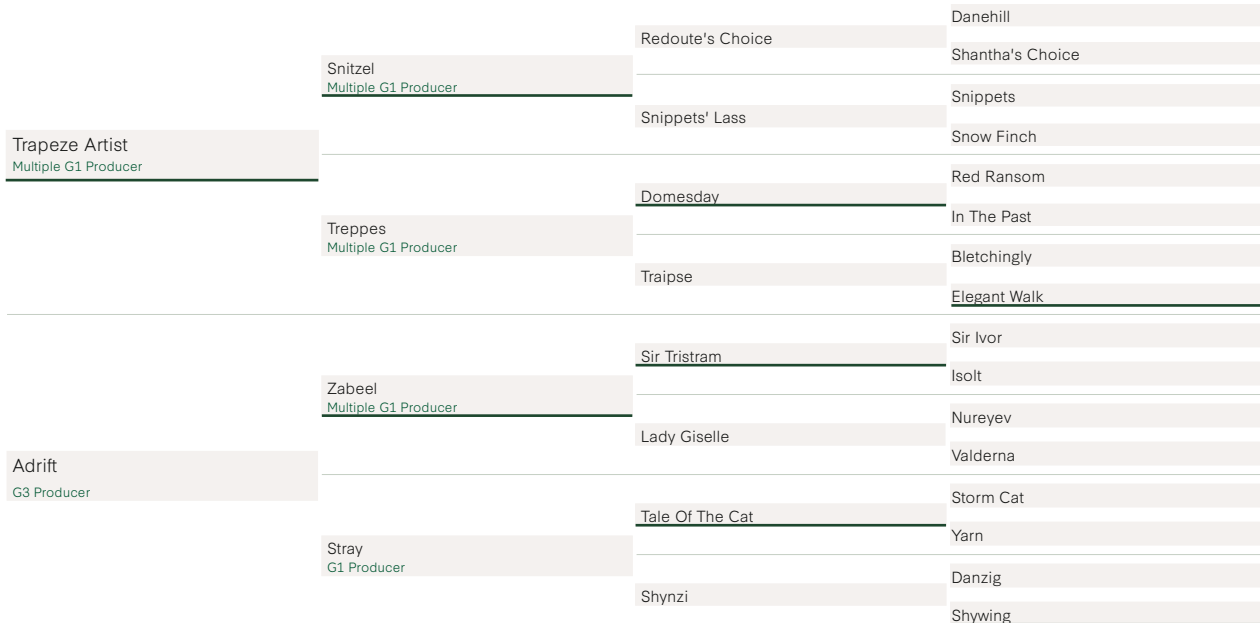 Trapeze Artist
Multiple G1 Producer
Snitzel
Multiple G1 Producer
Redoute's Choice
Danehill
Shantha's Choice
Snippets' Lass
Snippets
Snow Finch
Treppes
Multiple G1 Producer
Domesday
Red Ransom
In The Past
Traipse
Bletchingly
Elegant Walk
Adrift
G3 Producer
Zabeel
Multiple G1 Producer
Sir Tristram
Sir Ivor
Isolt
Lady Giselle
Nureyev
Valderna
Stray
G1 Producer
Tale Of The Cat
Storm Cat
Yarn
Shynzi
Danzig
Shywing